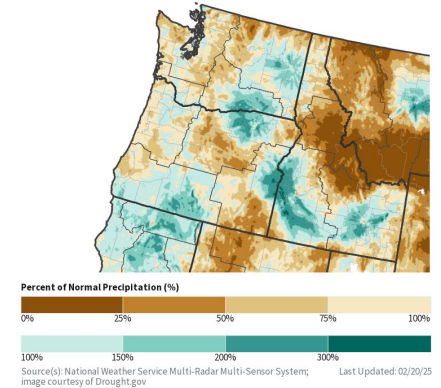 Percent of Normal Precipitation (%)
0% 25% 50% 75% 100%
100% 150% 200% 300%
Source(s): National Weather Service Multi-Radar Multi-Sensor System; Last Updated: 02/20/25
image courtesy of Drought.gov